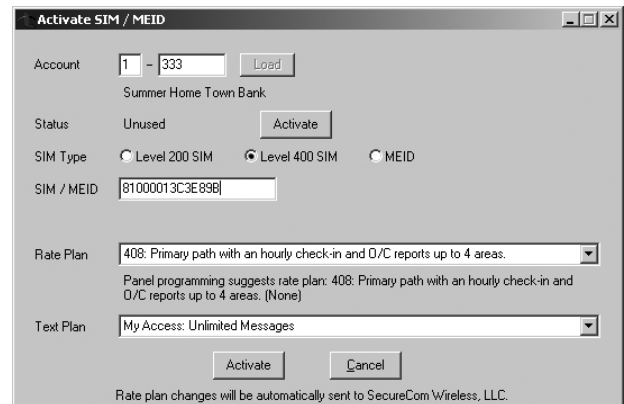 Activate SIM / MEID
Account 1 - 333 Load
Summer Home Town Bank
Status Unused Activate
SIM Type Level 200 SIM Level 400 SIM MEID
SIM / MEID 81000013C3E89B
Rate Plan 408: Primary path with an hourly check-in and O/C reports up to 4 areas.
Panel programming suggests rate plan: 408: Primary path with an hourly check-in and
O/C reports up to 4 areas. (None)
Text Plan My Access: Unlimited Messages
Activate Cancel
Rate plan changes will be automatically sent to SecureCom Wireless, LLC.